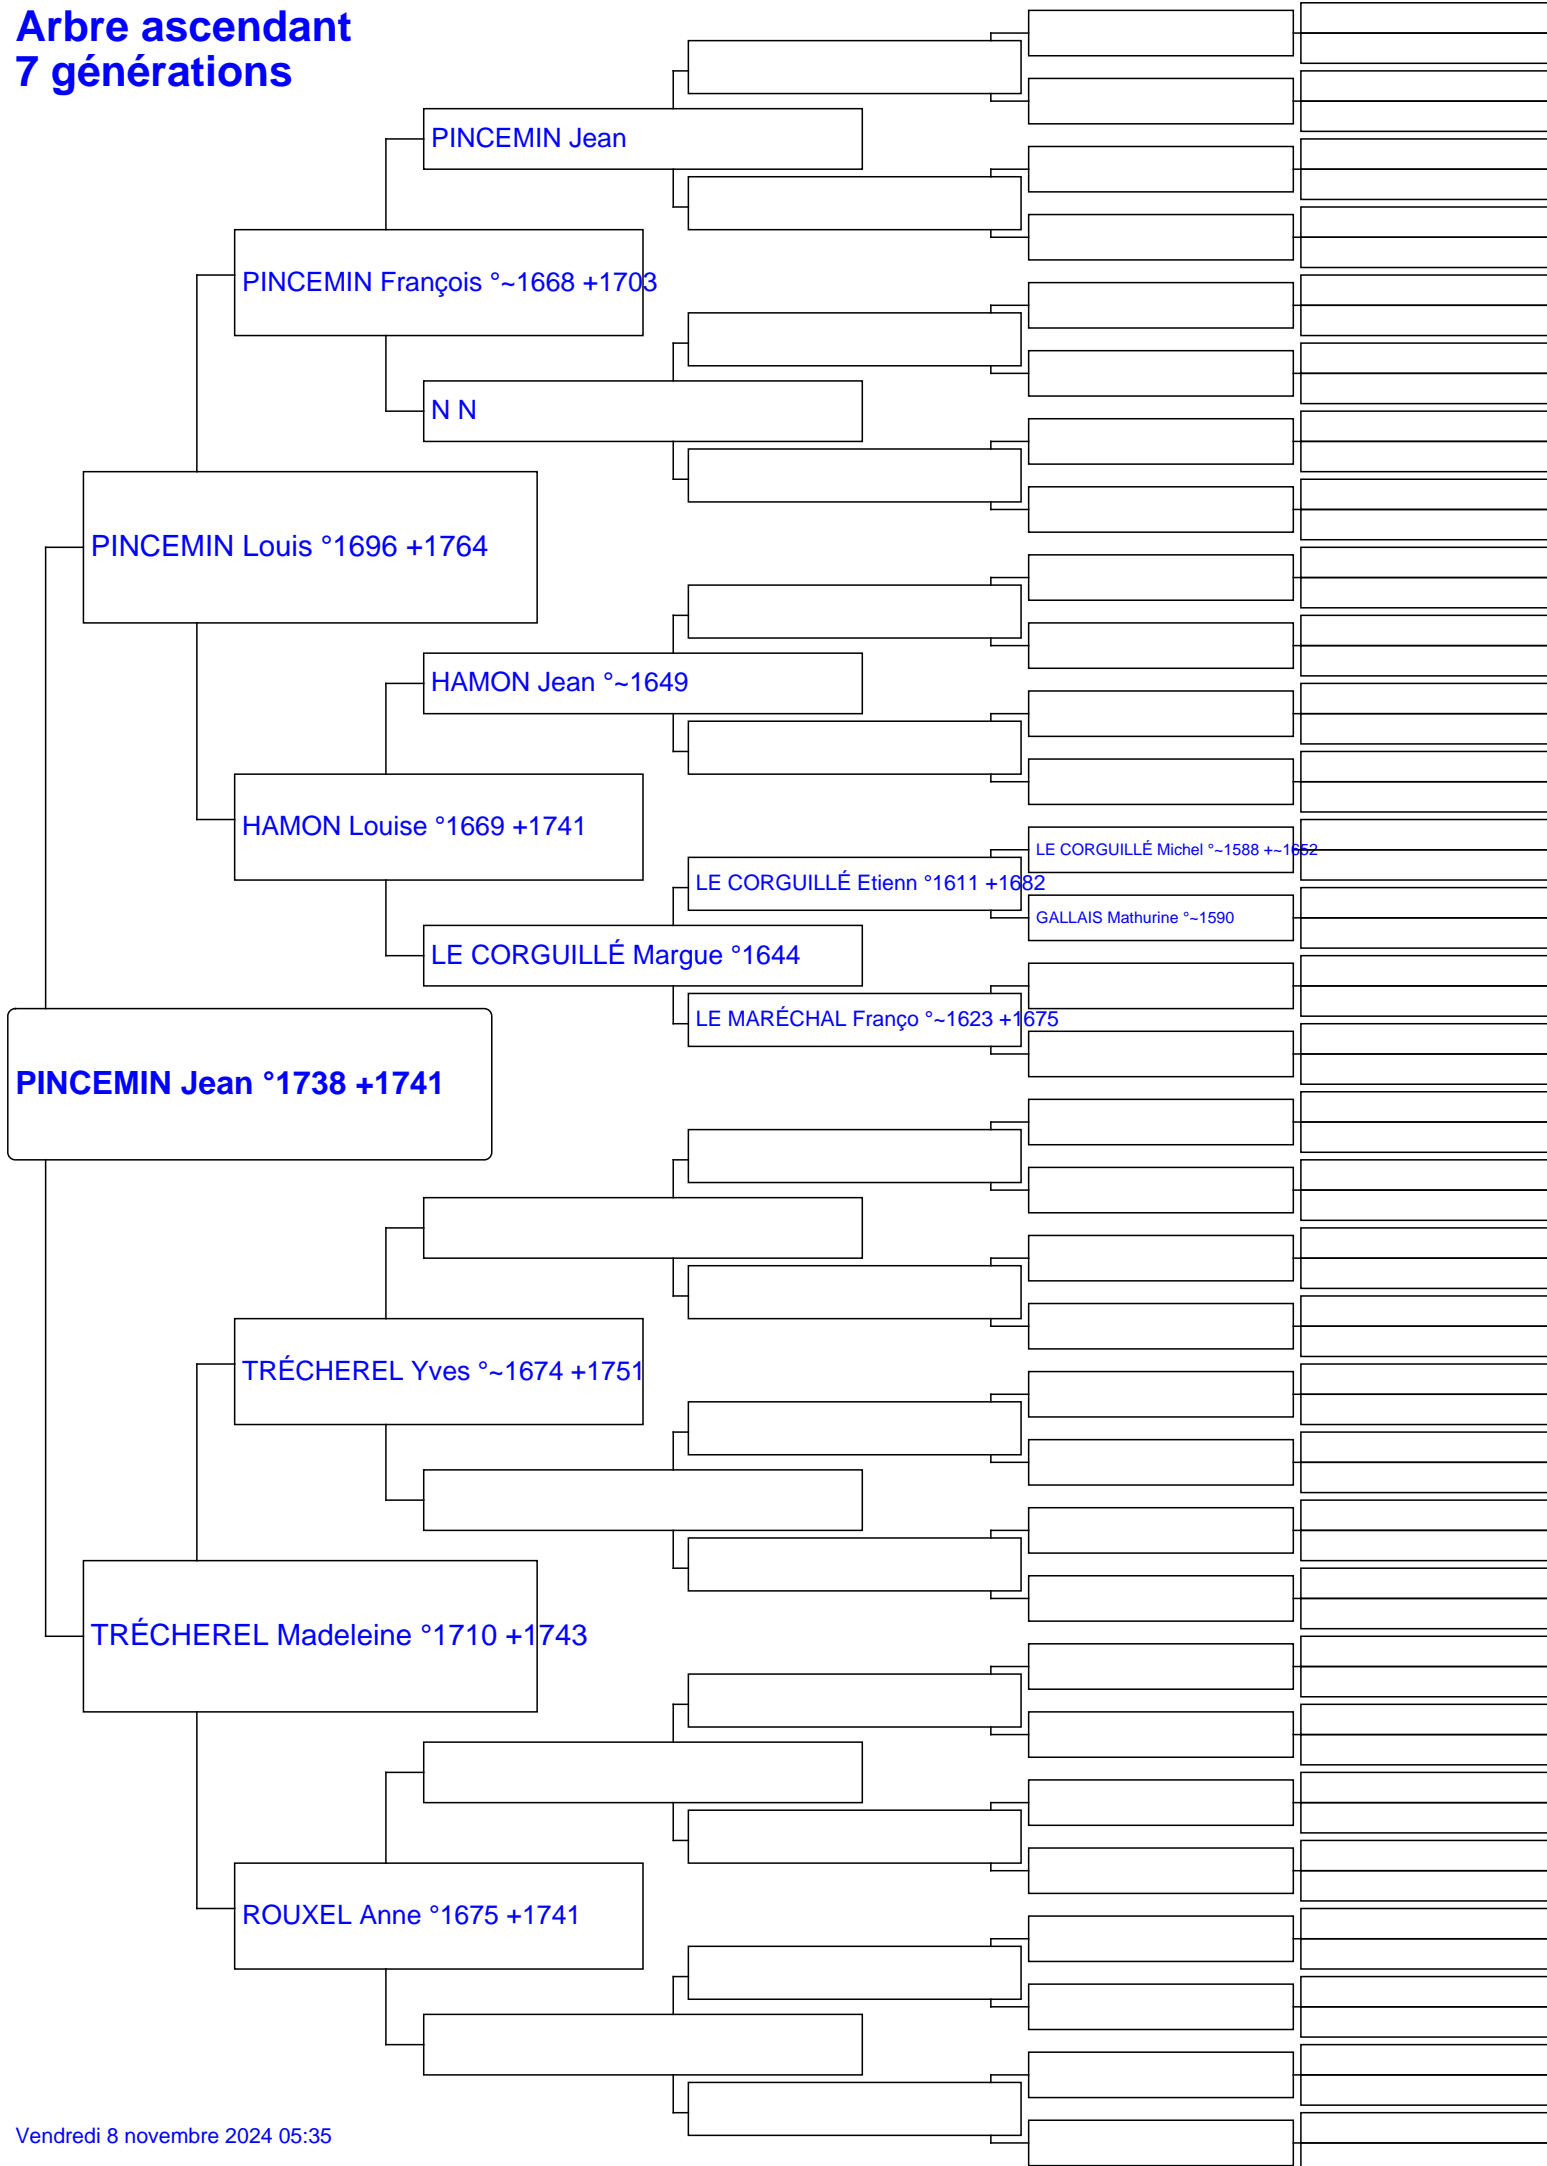 Arbre ascendant
7 générations
PINCEMIN Jean
PINCEMIN François °~1668 +1703
N N
PINCEMIN Louis °1696 +1764
HAMON Jean °~1649
HAMON Louise °1669 +1741
LE CORGUILLÉ Michel °~1588 +~1652
LE CORGUILLÉ Etienn °1611 +1682
GALLAIS Mathurine °~1590
LE CORGUILLÉ Margue °1644
LE MARÉCHAL Franço °~1623 +1675
PINCEMIN Jean °1738 +1741
TRÉCHEREL Yves °~1674 +1751
TRÉCHEREL Madeleine °1710 +1743
ROUXEL Anne °1675 +1741
Vendredi 8 novembre 2024 05:35